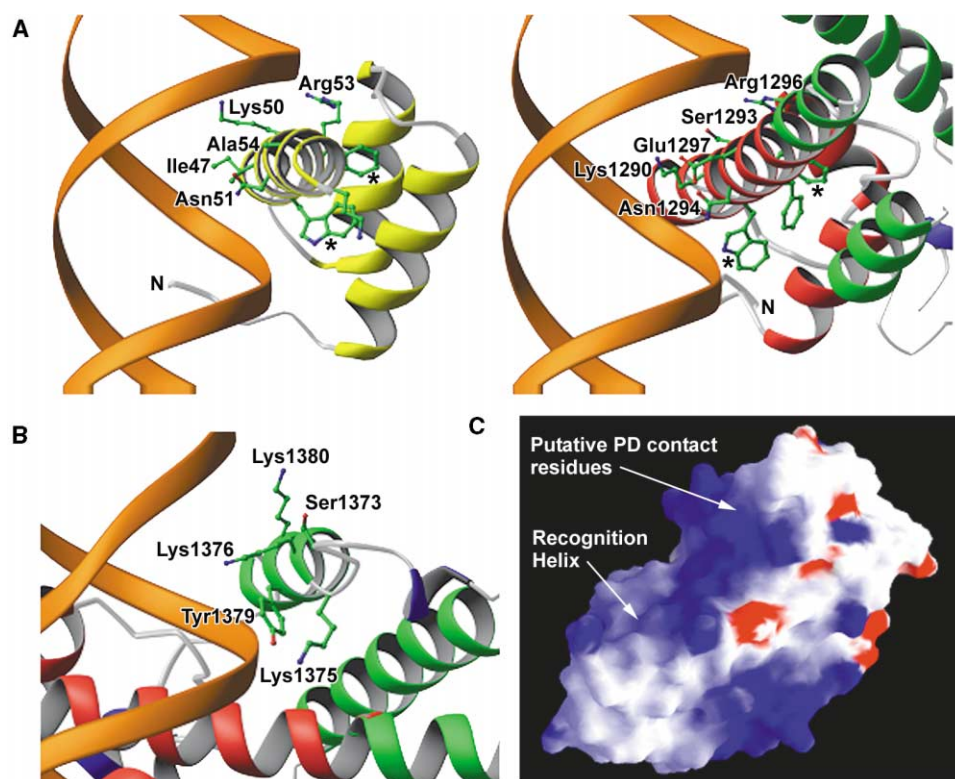 A
Arg53
Lys50
Ala54
Ile47
Asn51
*
*
N
Arg1296
Ser1293
Glu1297
Lys1290
Asn1294
*
*
N
B
Lys1380
Ser1373
Lys1376
Tyr1379
Lys1375
C
Putative PD contact
residues
Recognition
Helix